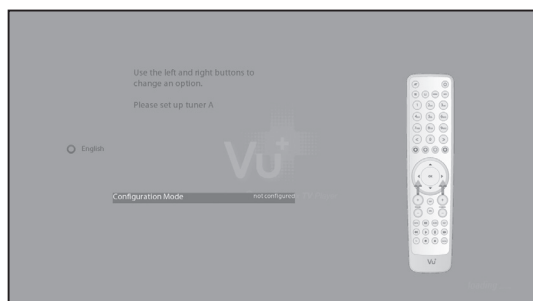 Use the left and right buttons to
change an option.
Please set up tuner A
English
Vu+
Configuration Mode not configured
OK
Vu+